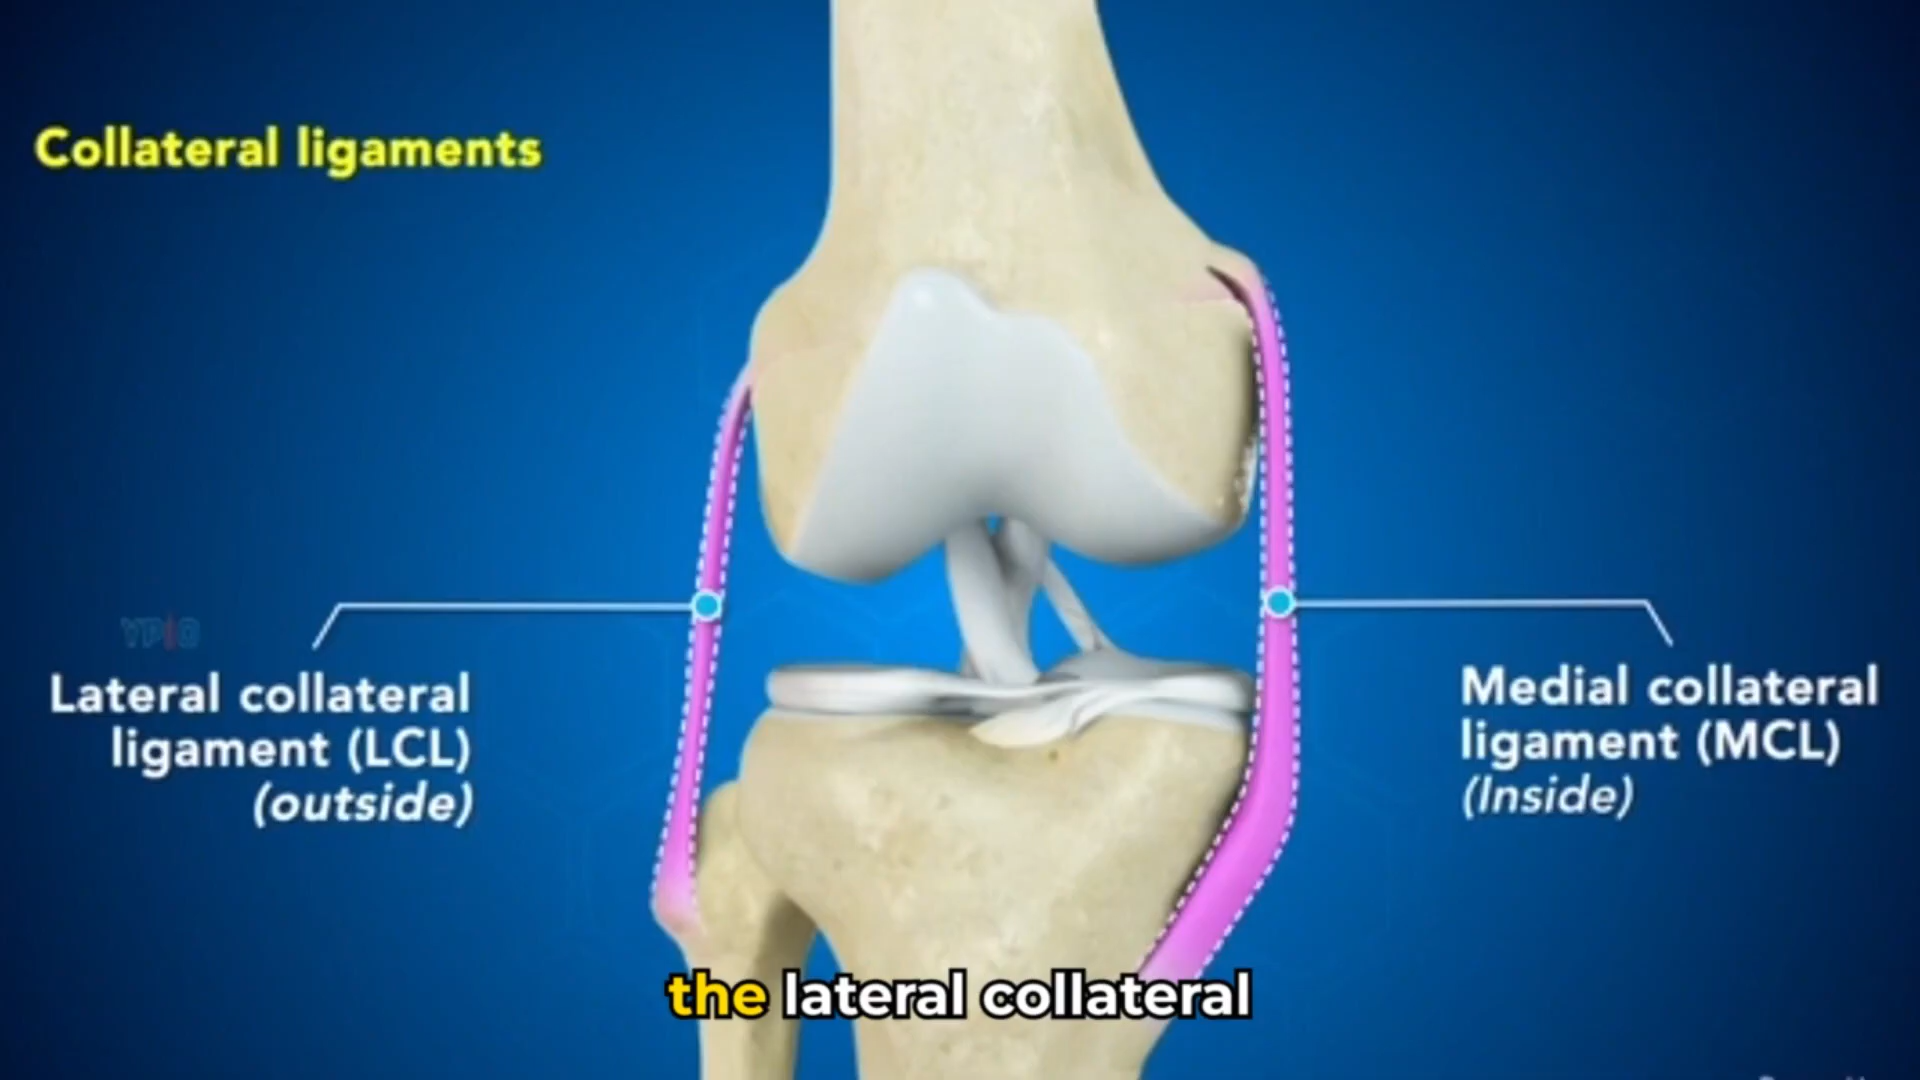 Collateral ligaments
Lateral collateral
ligament (LCL)
(outside)
Medial collateral
ligament (MCL)
(Inside)
the lateral collateral